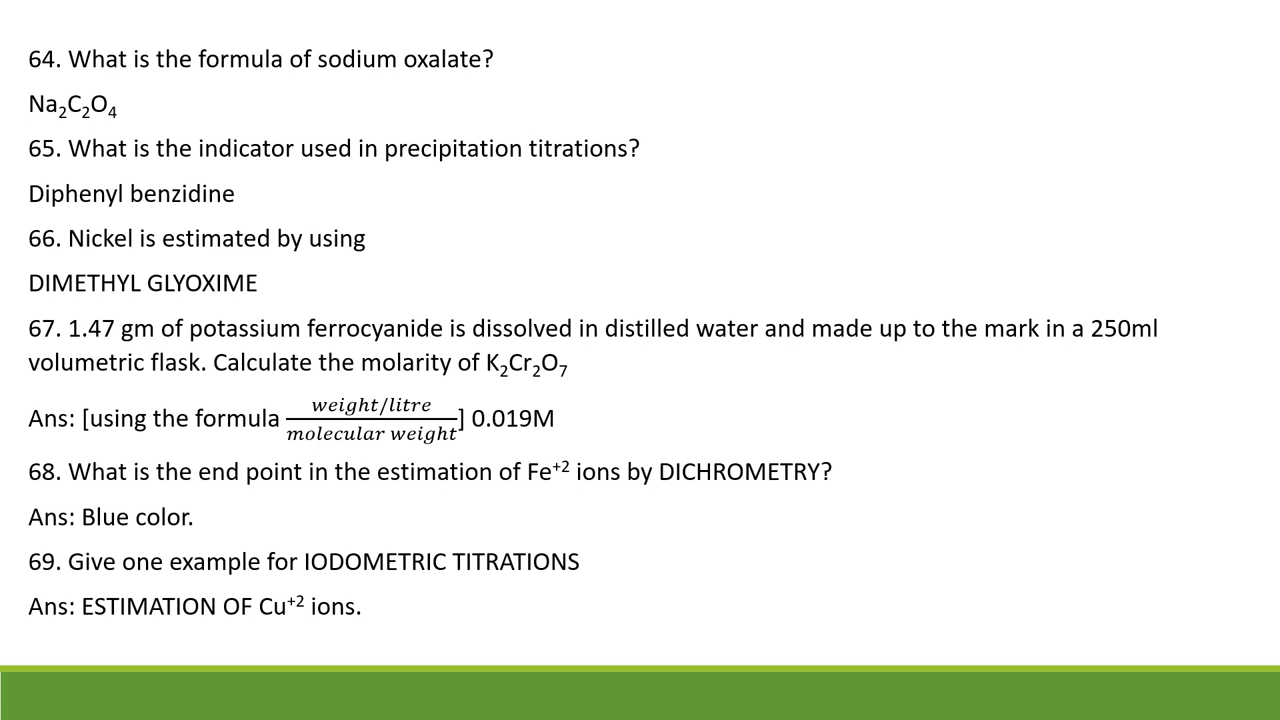 64. What is the formula of sodium oxalate?
Na₂C₂O₄
65. What is the indicator used in precipitation titrations?
Diphenyl benzidine
66. Nickel is estimated by using
DIMETHYL GLYOXIME
67. 1.47 gm of potassium ferrocyanide is dissolved in distilled water and made up to the mark in a 250ml
volumetric flask. Calculate the molarity of K₂Cr₂O₇
Ans: [using the formula weight/litre / molecular weight] 0.019M
68. What is the end point in the estimation of Fe⁺² ions by DICHROMETRY?
Ans: Blue color.
69. Give one example for IODOMETRIC TITRATIONS
Ans: ESTIMATION OF Cu⁺² ions.